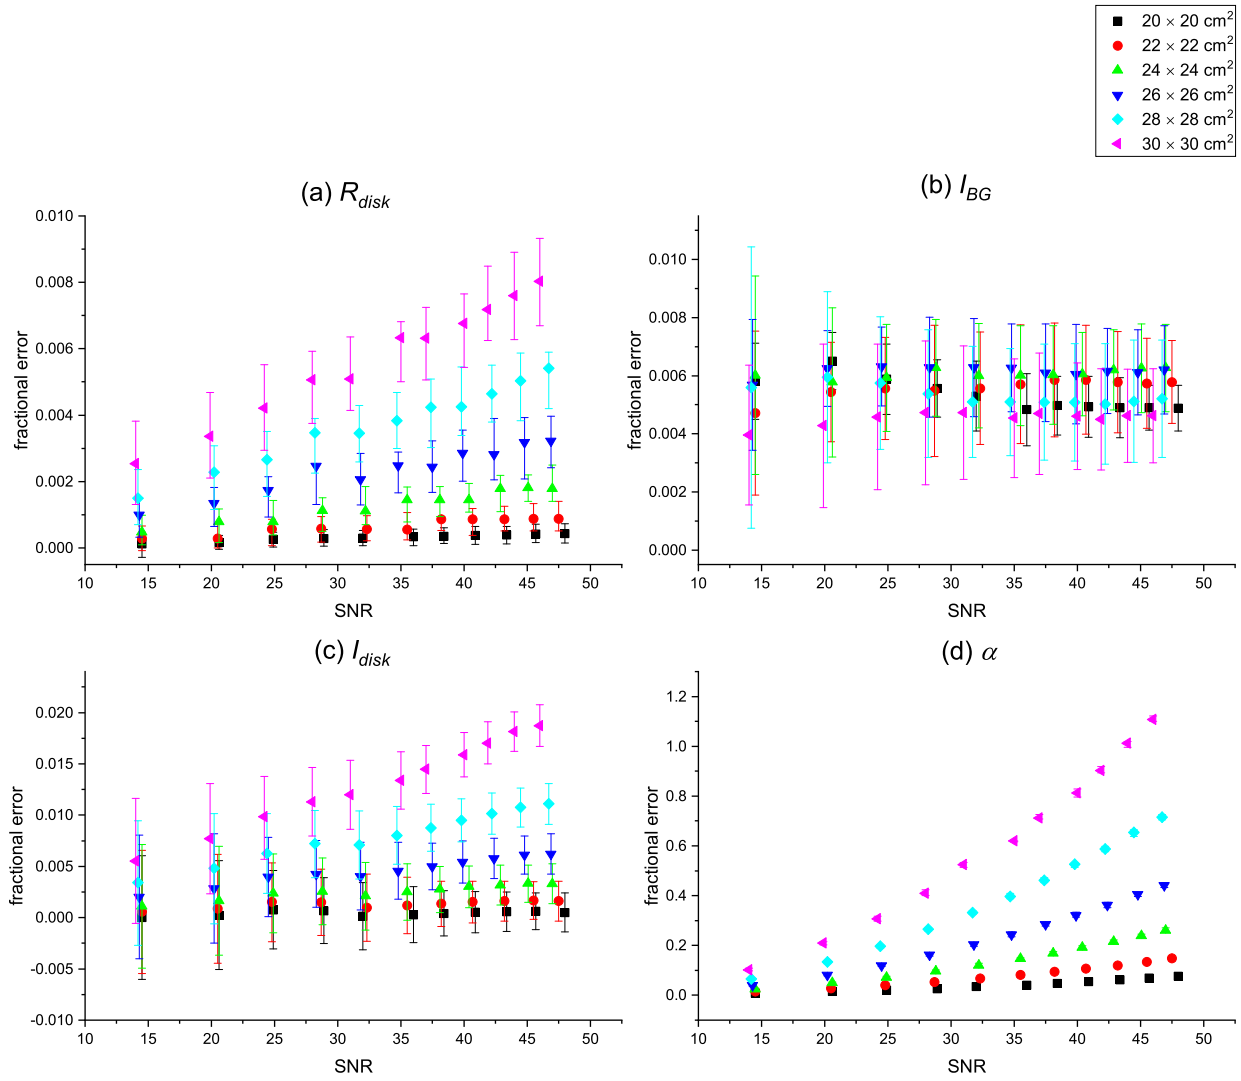 20 × 20 cm²
22 × 22 cm²
24 × 24 cm²
26 × 26 cm²
28 × 28 cm²
30 × 30 cm²
(a) R_disk
0.010
0.008
0.006
0.004
0.002
0.000
fractional error
10 15 20 25 30 35 40 45 50
SNR
(b) I_BG
0.010
0.008
0.006
0.004
0.002
0.000
fractional error
10 15 20 25 30 35 40 45 50
SNR
(c) I_disk
0.020
0.015
0.010
0.005
0.000
-0.005
-0.010
fractional error
10 15 20 25 30 35 40 45 50
SNR
(d) α
1.2
1.0
0.8
0.6
0.4
0.2
0.0
fractional error
10 15 20 25 30 35 40 45 50
SNR